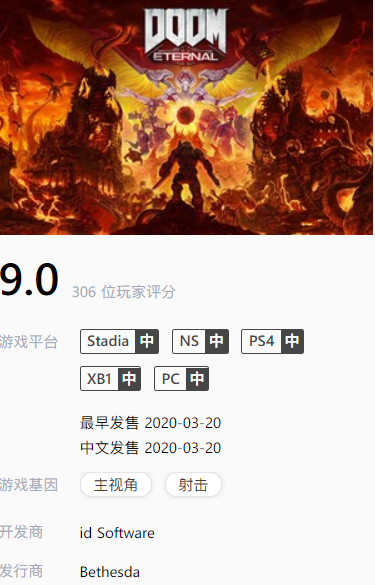 DOOM
ETERNAL
9.0 306 位玩家评分
游戏平台 Stadia 中 NS 中 PS4 中
XB1 中 PC 中
最早发售 2020-03-20
中文发售 2020-03-20
游戏基因 主视角 射击
开发商 id Software
发行商 Bethesda